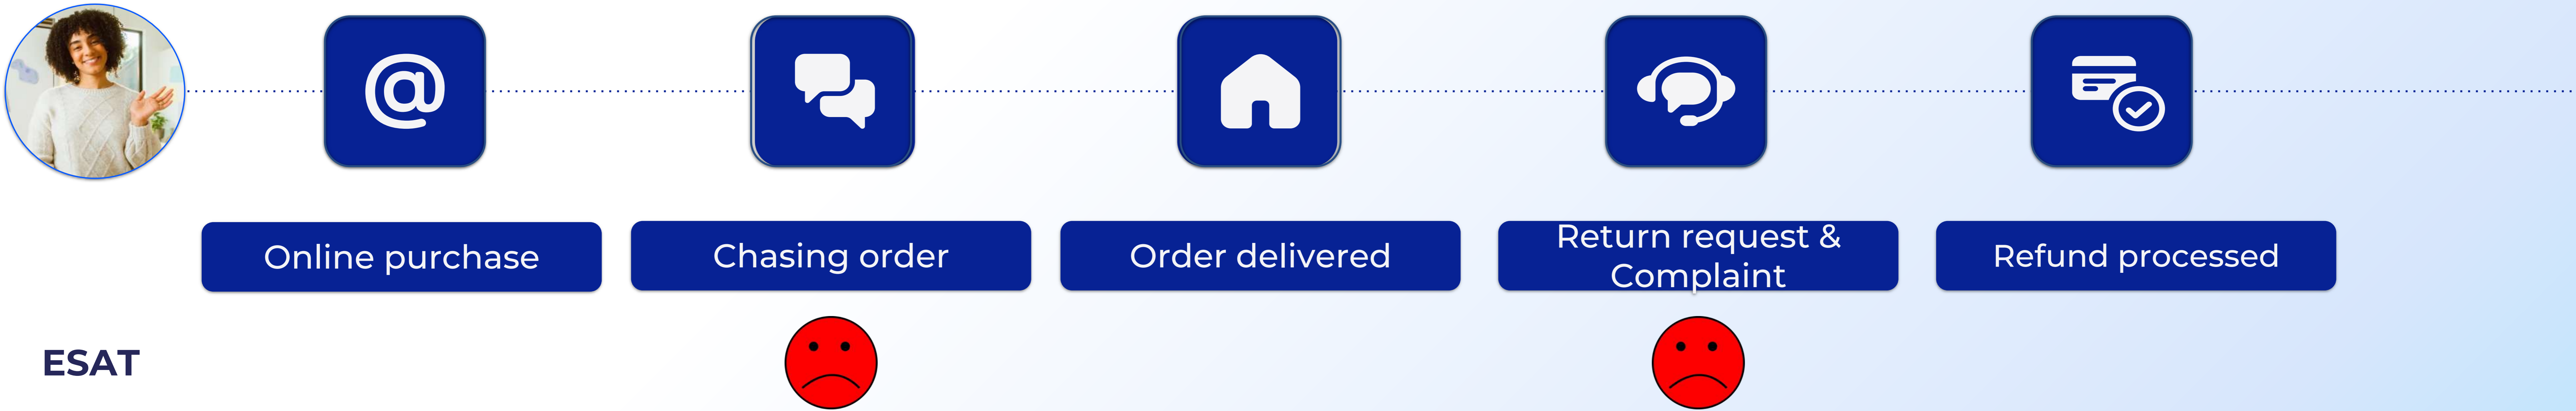 @
Online purchase
Chasing order
Order delivered
Return request &
Complaint
Refund processed
ESAT